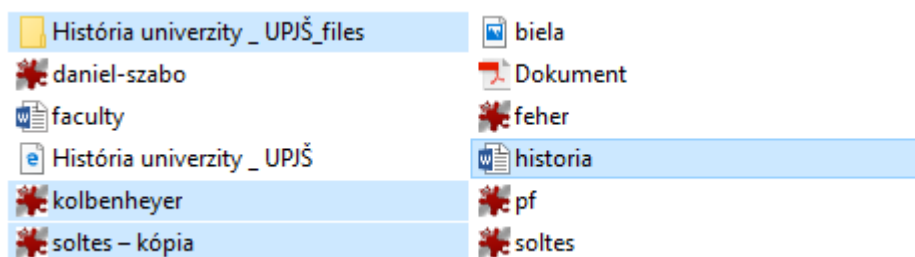 História univerzity _ UPJŠ_files
biela
daniel-szabo
Dokument
faculty
feher
História univerzity _ UPJŠ
historia
kolbenheyer
pf
soltes – kópia
soltes